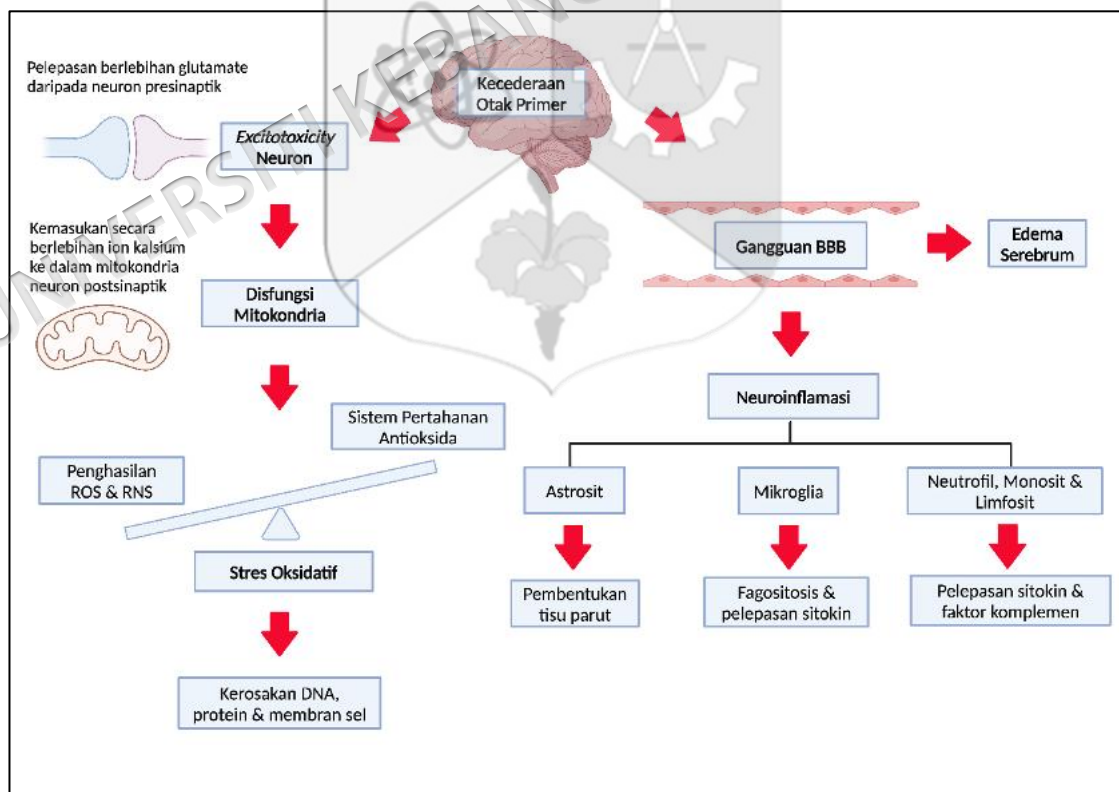 Kecederaan
Otak Primer
Pelepasan berlebihan glutamate
daripada neuron presinaptik
Excitotoxicity
Neuron
Kemasukan secara
berlebihan ion kalsium
ke dalam mitokondria
neuron postsinaptik
Disfungsi
Mitokondria
Sistem Pertahanan
Antioksida
Penghasilan
ROS & RNS
Stres Oksidatif
Kerosakan DNA,
protein & membran sel
Gangguan BBB
Edema
Serebrum
Neuroinflamasi
Astrosit
Mikroglia
Neutrofil, Monosit &
Limfosit
Pembentukan
tisu parut
Fagositosis &
pelepasan sitokin
Pelepasan sitokin &
faktor komplemen
UNIVERSITI KEBANG